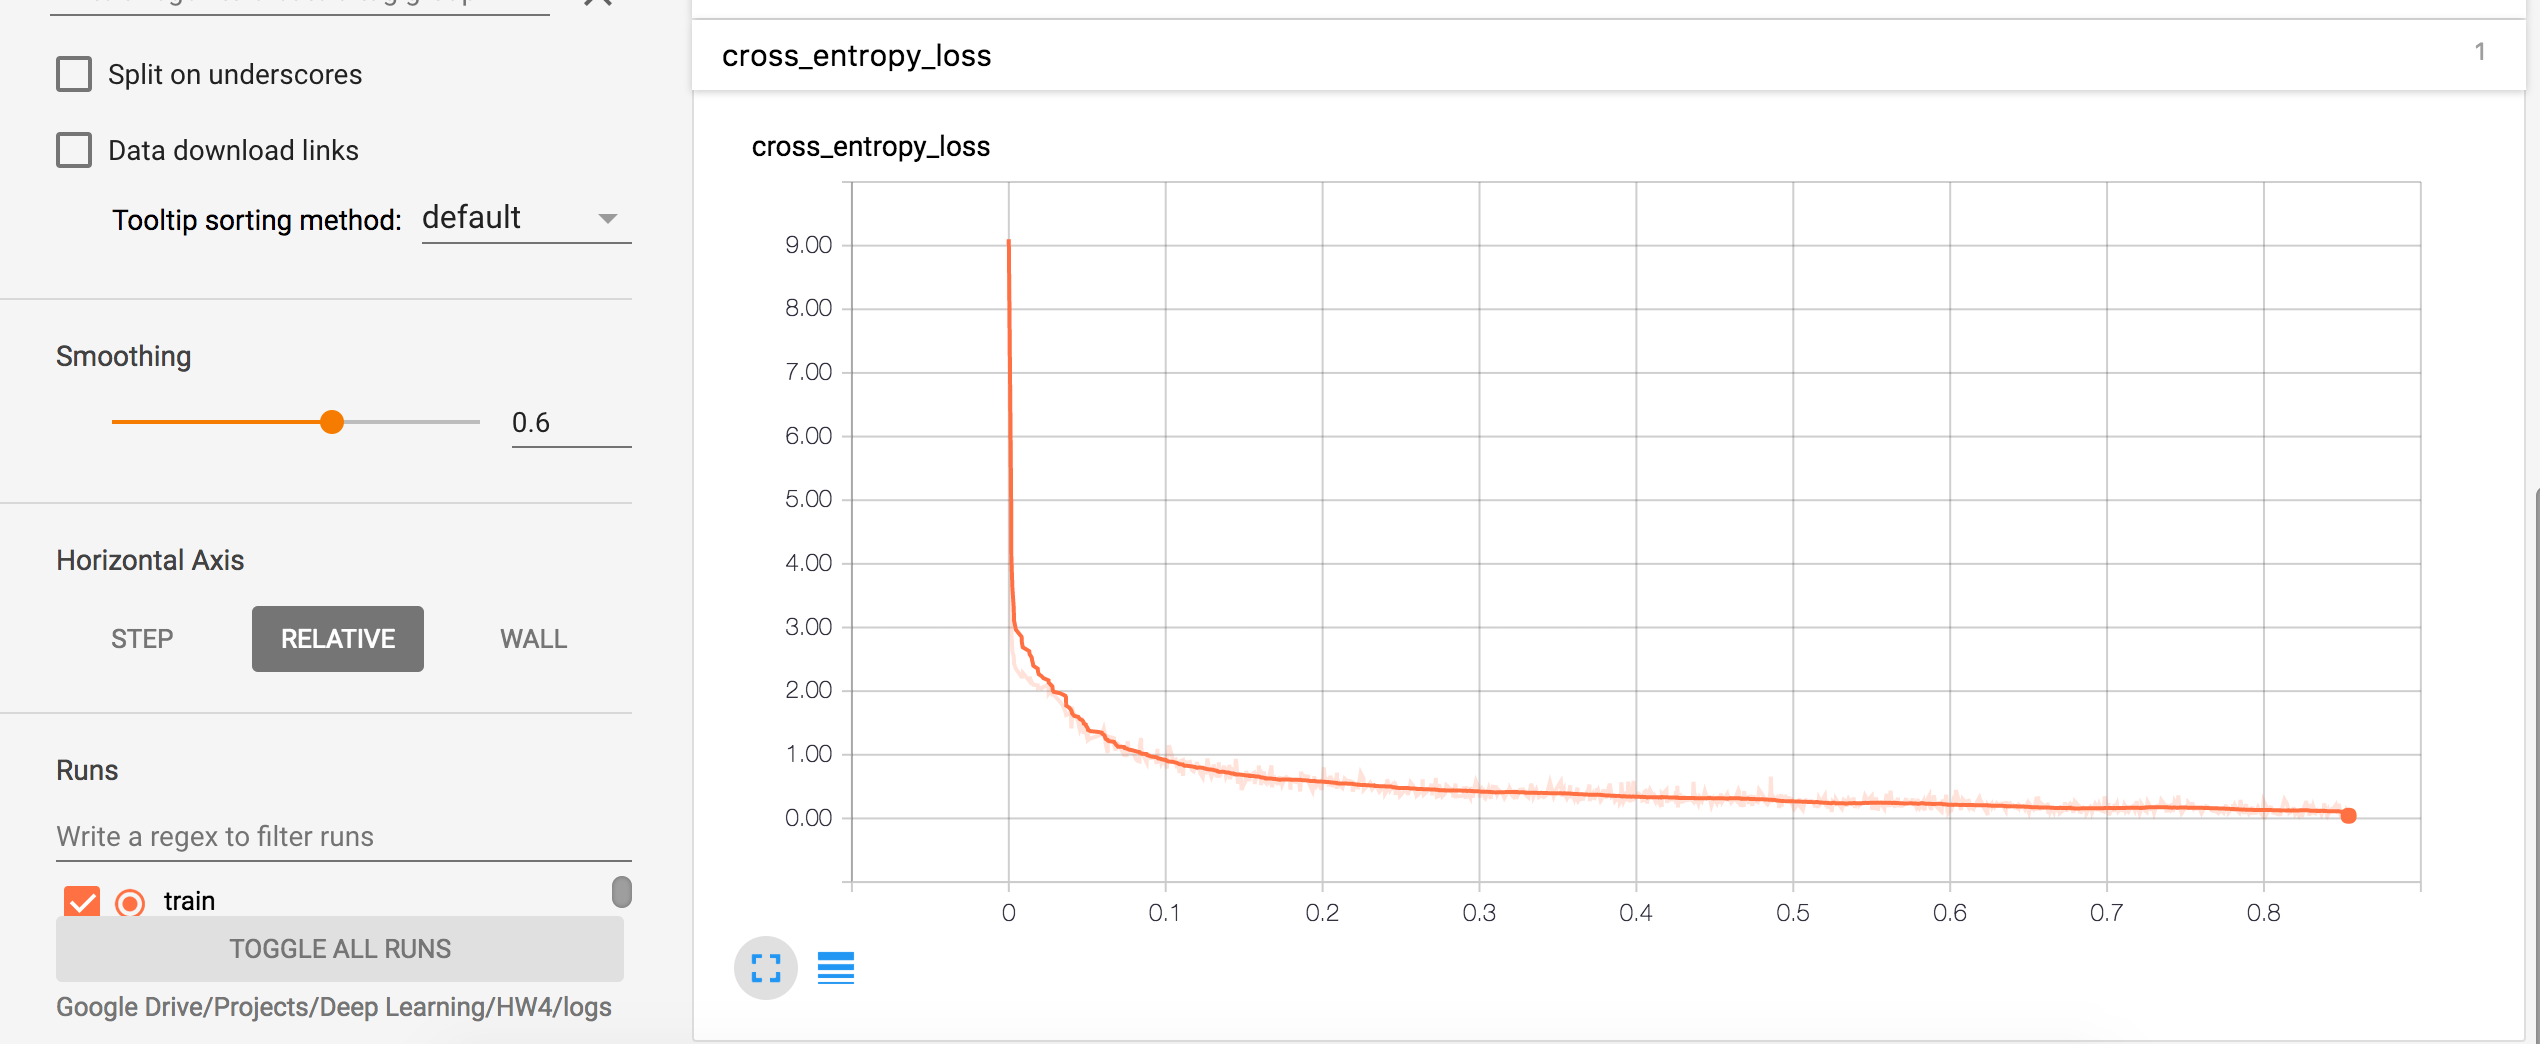 Split on underscores
Data download links
Tooltip sorting method: default
Smoothing
0.6
Horizontal Axis
STEP RELATIVE WALL
Runs
Write a regex to filter runs
train
TOGGLE ALL RUNS
Google Drive/Projects/Deep Learning/HW4/logs
cross_entropy_loss 1
cross_entropy_loss
9.00
8.00
7.00
6.00
5.00
4.00
3.00
2.00
1.00
0.00
0 0.1 0.2 0.3 0.4 0.5 0.6 0.7 0.8